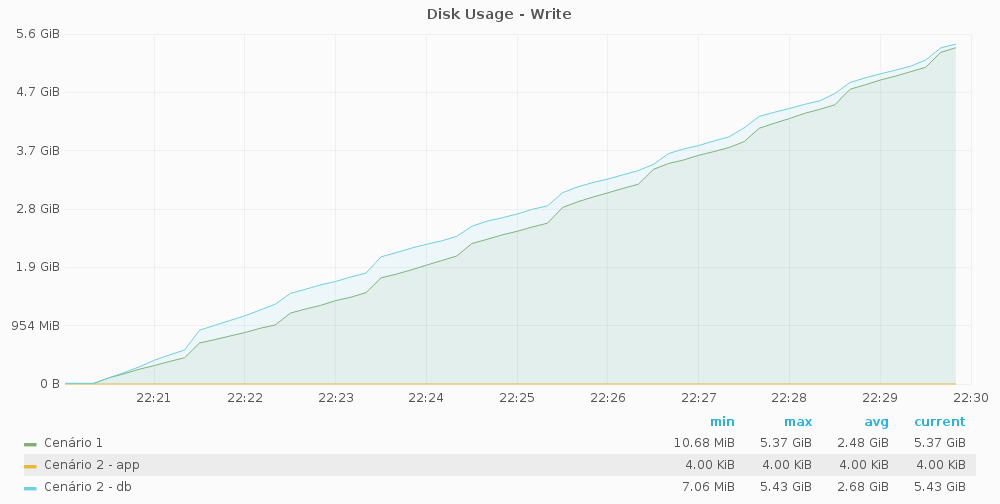 Disk Usage - Write
5.6 GiB
4.7 GiB
3.7 GiB
2.8 GiB
1.9 GiB
954 MiB
0 B
22:21 22:22 22:23 22:24 22:25 22:26 22:27 22:28 22:29 22:30
min max avg current
Cenário 1 10.68 MiB 5.37 GiB 2.48 GiB 5.37 GiB
Cenário 2 - app 4.00 KiB 4.00 KiB 4.00 KiB 4.00 KiB
Cenário 2 - db 7.06 MiB 5.43 GiB 2.68 GiB 5.43 GiB